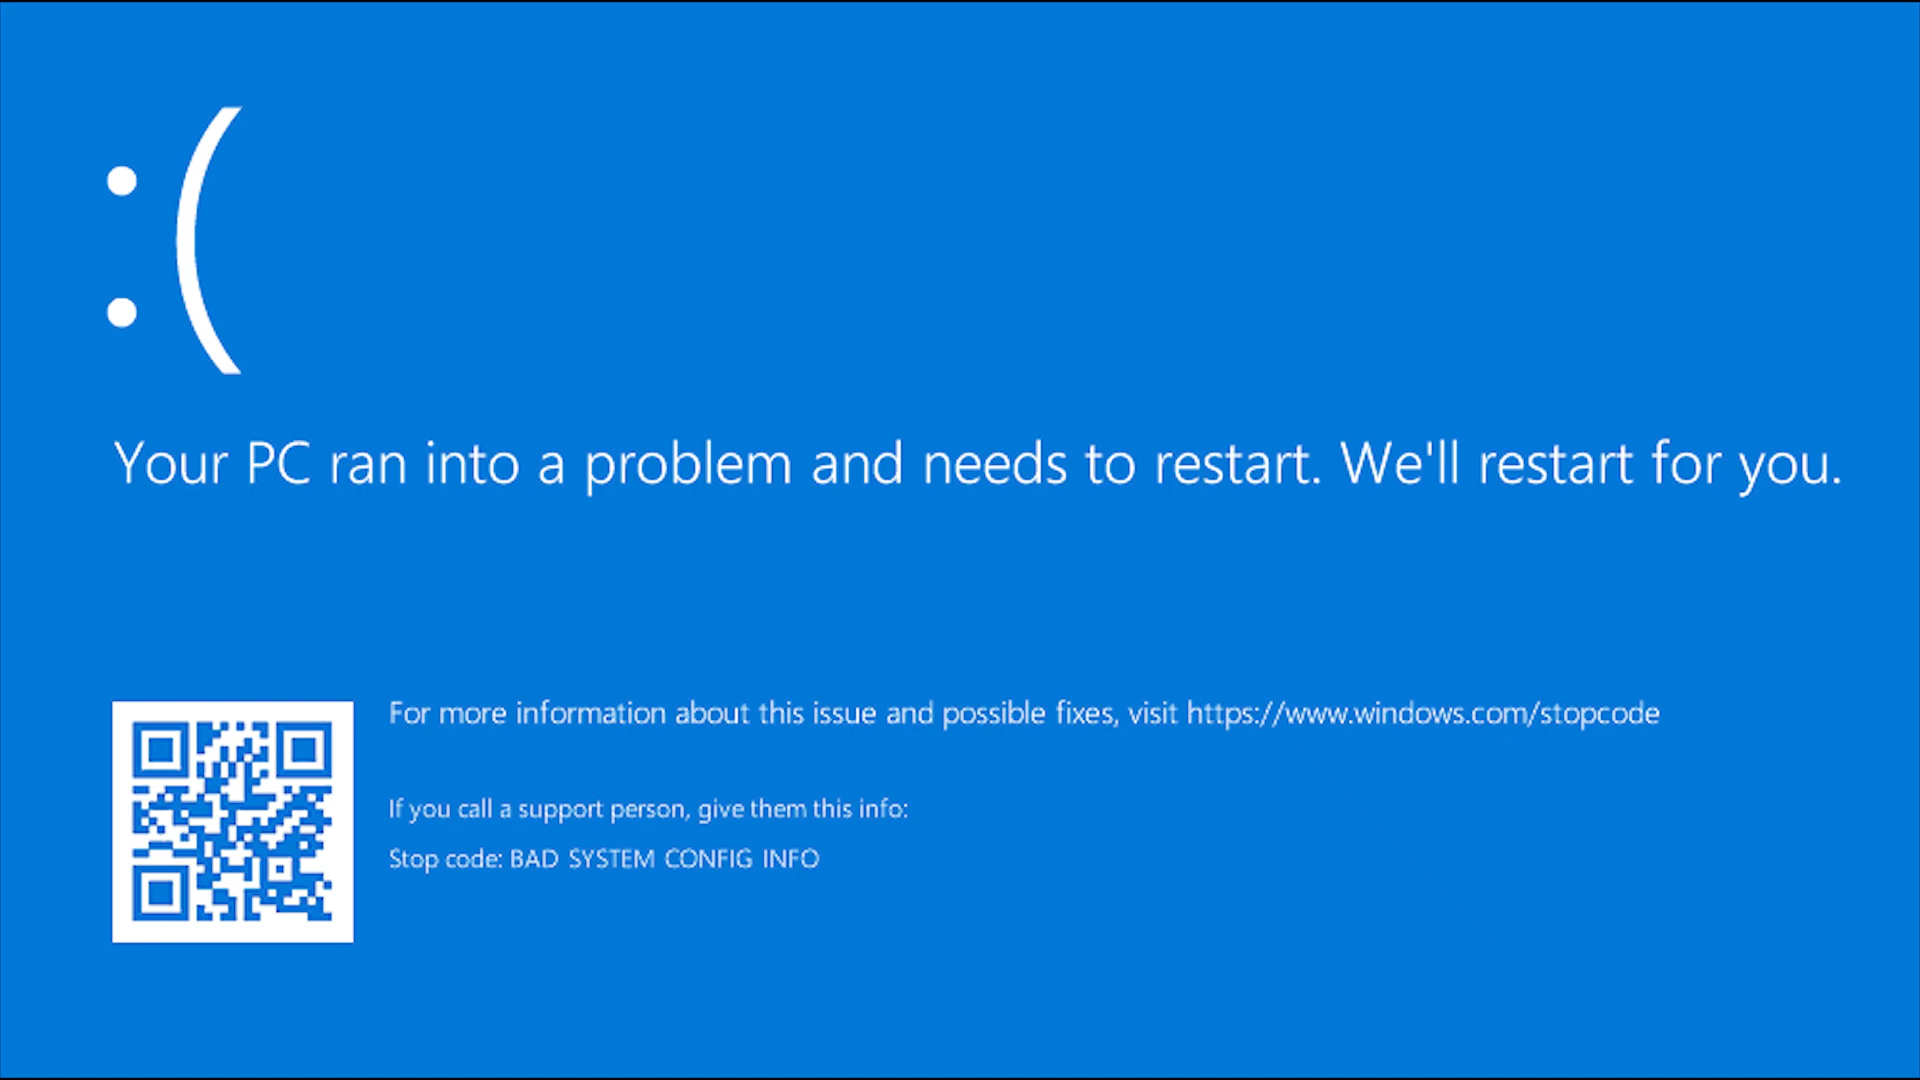 :(
Your PC ran into a problem and needs to restart. We'll restart for you.
For more information about this issue and possible fixes, visit https://www.windows.com/stopcode
If you call a support person, give them this info:
Stop code: BAD SYSTEM CONFIG INFO